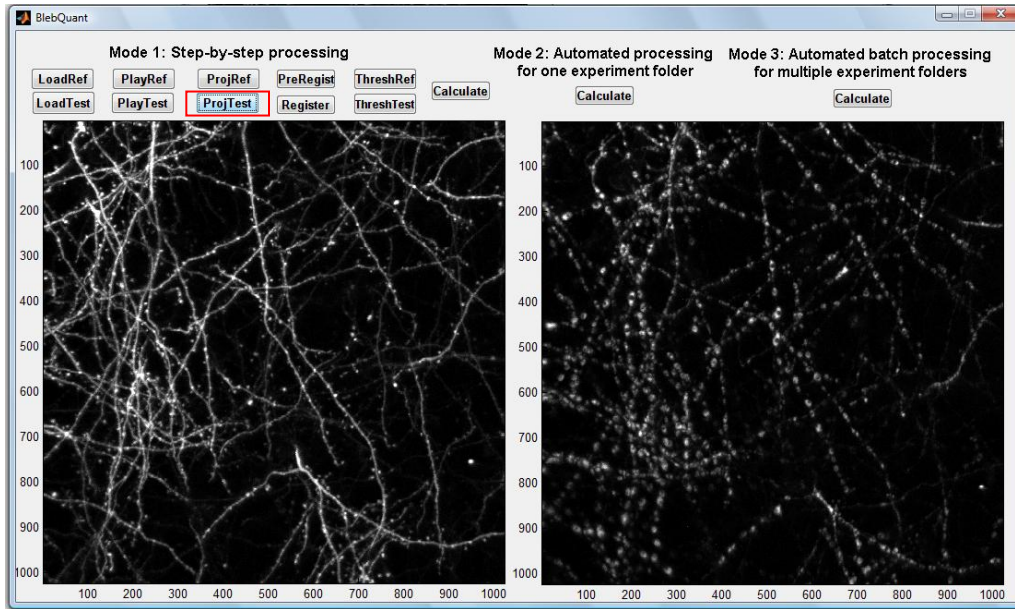 BlebQuant
Mode 1: Step-by-step processing
LoadRef PlayRef ProjRef PreRegist ThreshRef
LoadTest PlayTest ProjTest Register ThreshTest
Calculate
Mode 2: Automated processing
for one experiment folder
Calculate
Mode 3: Automated batch processing
for multiple experiment folders
Calculate
100
200
300
400
500
600
700
800
900
1000
100 200 300 400 500 600 700 800 900 1000
100
200
300
400
500
600
700
800
900
1000
100 200 300 400 500 600 700 800 900 1000